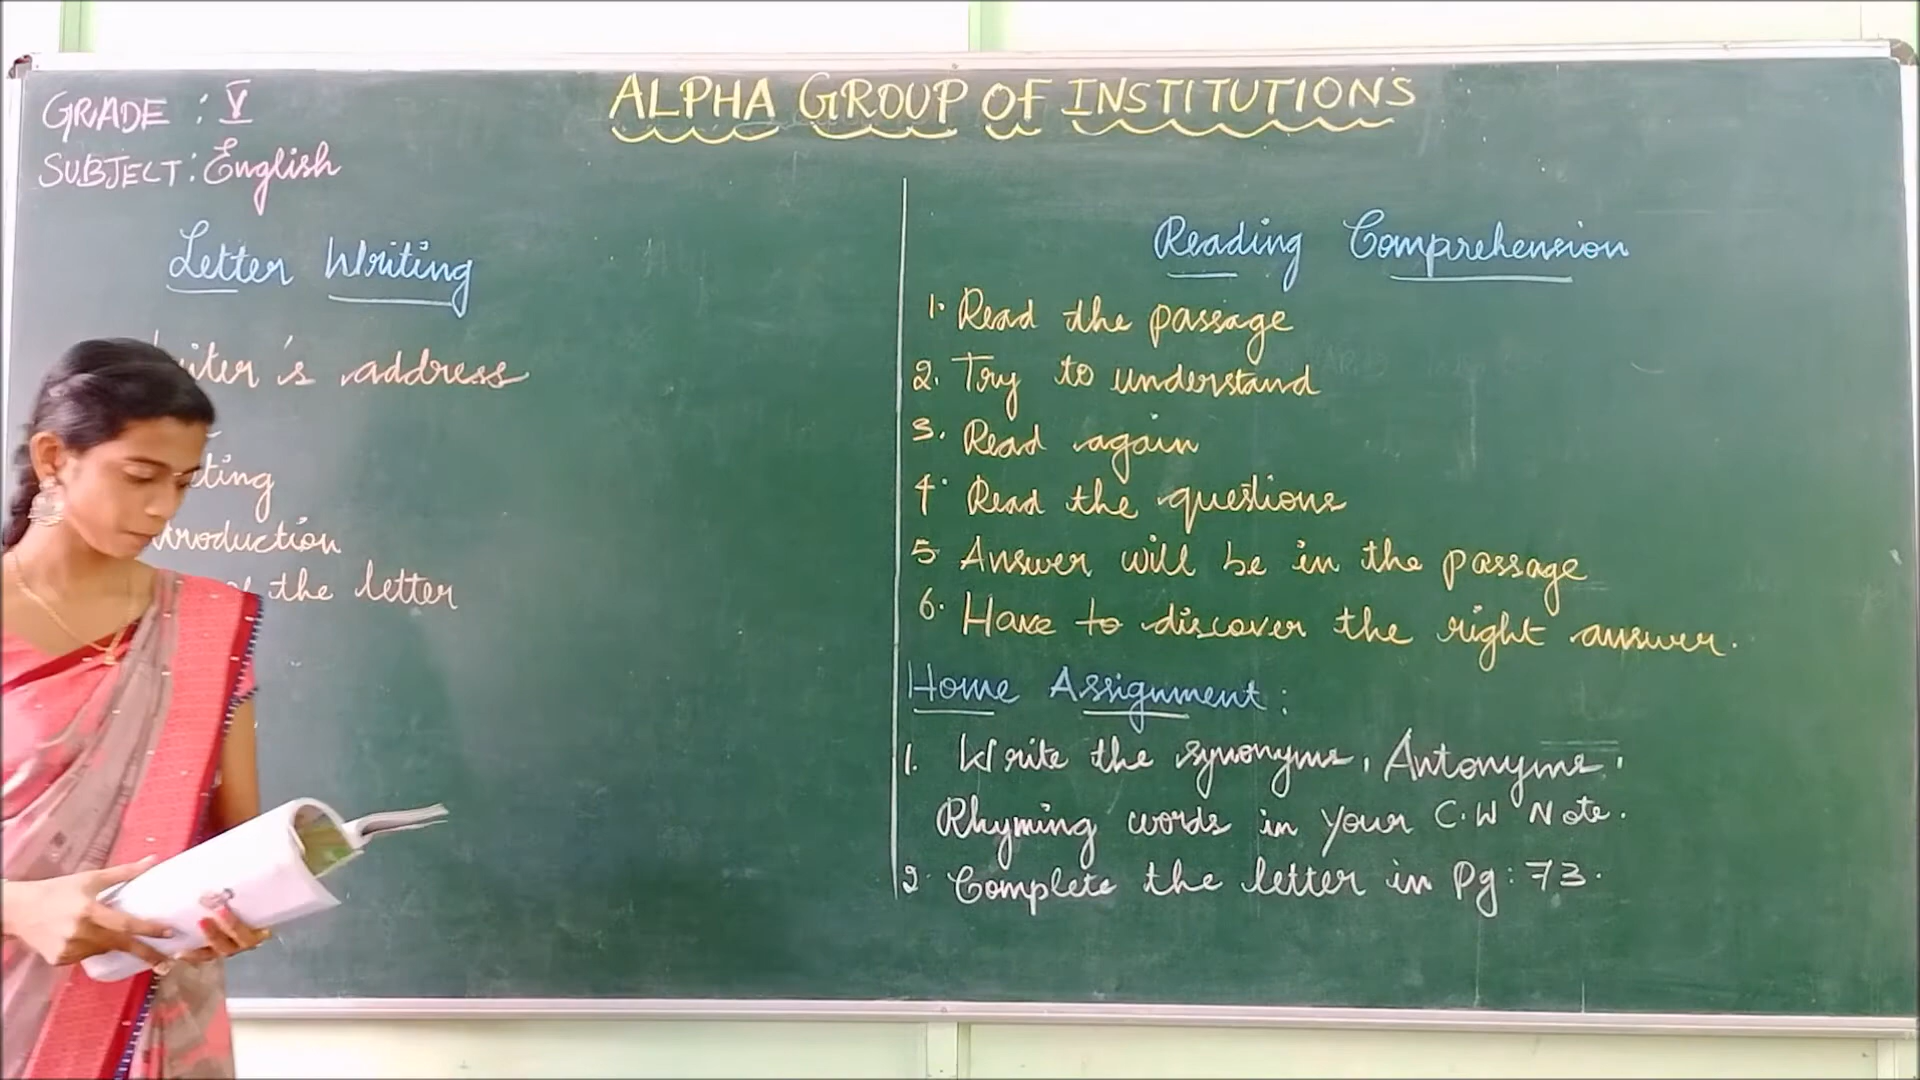 ALPHA GROUP OF INSTITUTIONS
GRADE : V
SUBJECT : English
Letter Writing
address
the letter
Reading Comprehension
1. Read the passage
2. Try to understand
3. Read again
4. Read the questions
5 Answer will be in the passage
6. Have to discover the right answer.
Home Assignment :
1. Write the synonyms, Antonyms,
Rhyming words in your C.W Note.
2. Complete the letter in Pg : 73.